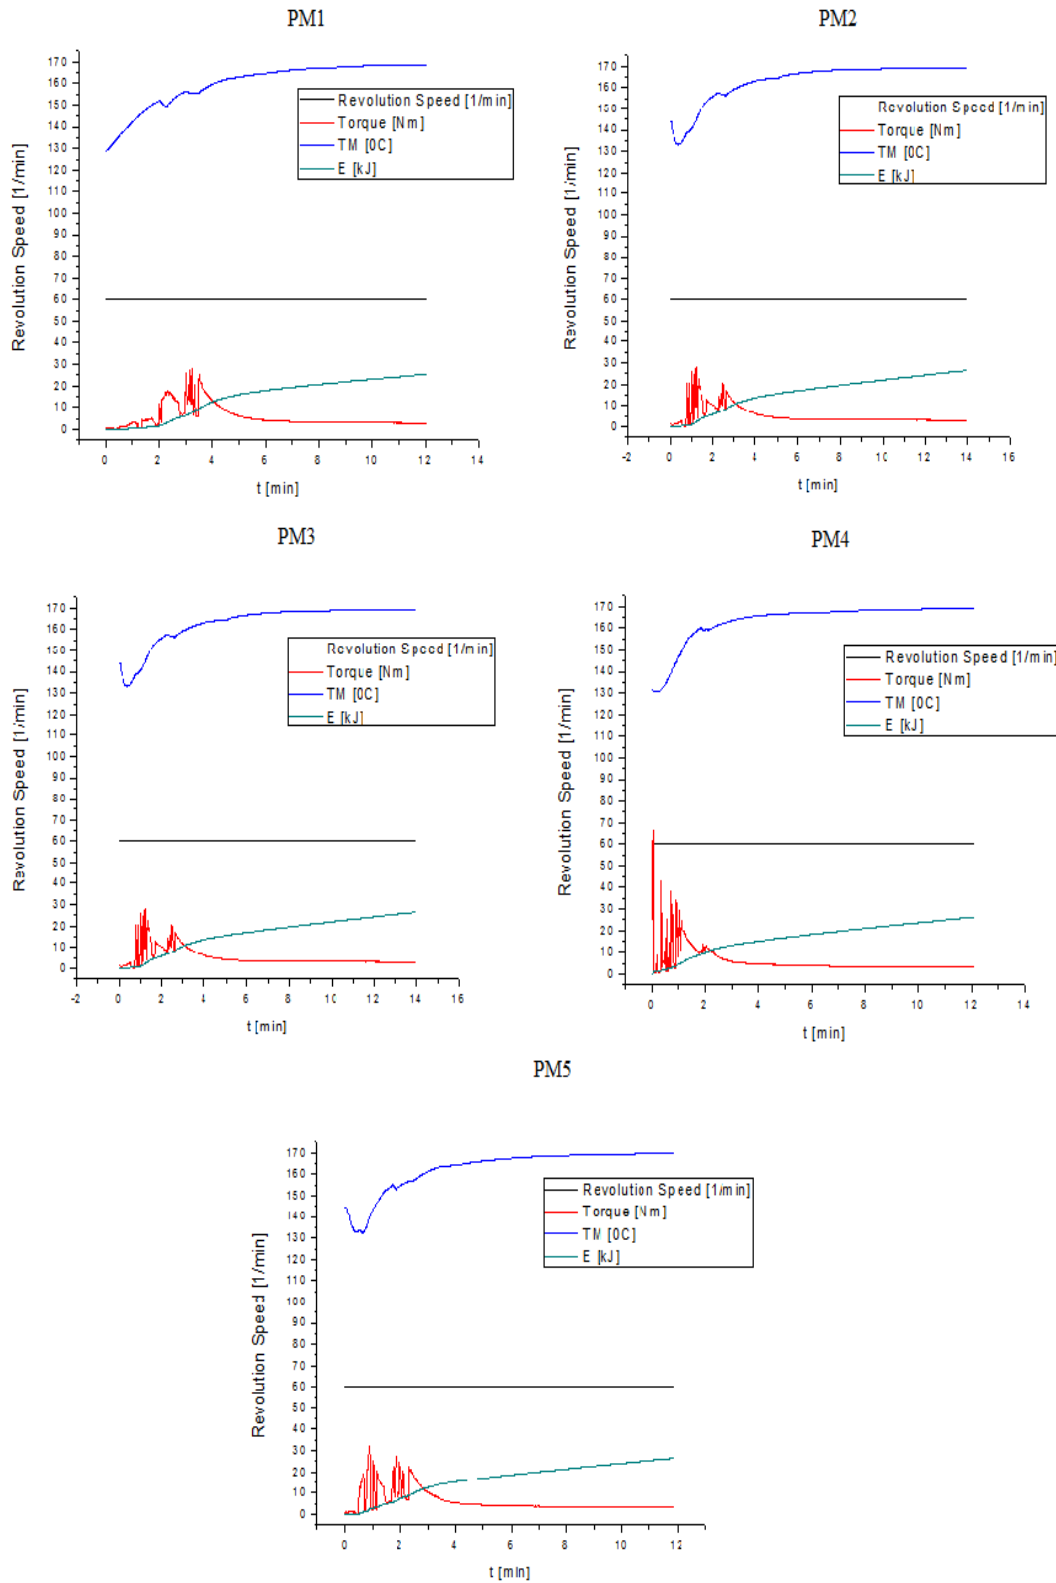 PM1
Revolution Speed [1/min]
170
160
150
140
130
120
110
100
90
80
70
60
50
40
30
20
10
0
Revolution Speed [1/min]
Torque [Nm]
TM [0C]
E [kJ]
0 2 4 6 8 10 12 14
t [min]
PM2
Revolution Speed [1/min]
170
160
150
140
130
120
110
100
90
80
70
60
50
40
30
20
10
0
Revolution Speed [1/min]
Torque [Nm]
TM [0C]
E [kJ]
-2 0 2 4 6 8 10 12 14 16
t [min]
PM3
Revolution Speed [1/min]
170
160
150
140
130
120
110
100
90
80
70
60
50
40
30
20
10
0
Revolution Speed [1/min]
Torque [Nm]
TM [0C]
E [kJ]
-2 0 2 4 6 8 10 12 14 16
t [min]
PM4
Revolution Speed [1/min]
170
160
150
140
130
120
110
100
90
80
70
60
50
40
30
20
10
0
Revolution Speed [1/min]
Torque [Nm]
TM [0C]
E [kJ]
0 2 4 6 8 10 12 14
t [min]
PM5
Revolution Speed [1/min]
170
160
150
140
130
120
110
100
90
80
70
60
50
40
30
20
10
0
Revolution Speed [1/min]
Torque [Nm]
TM [0C]
E [kJ]
0 2 4 6 8 10 12
t [min]